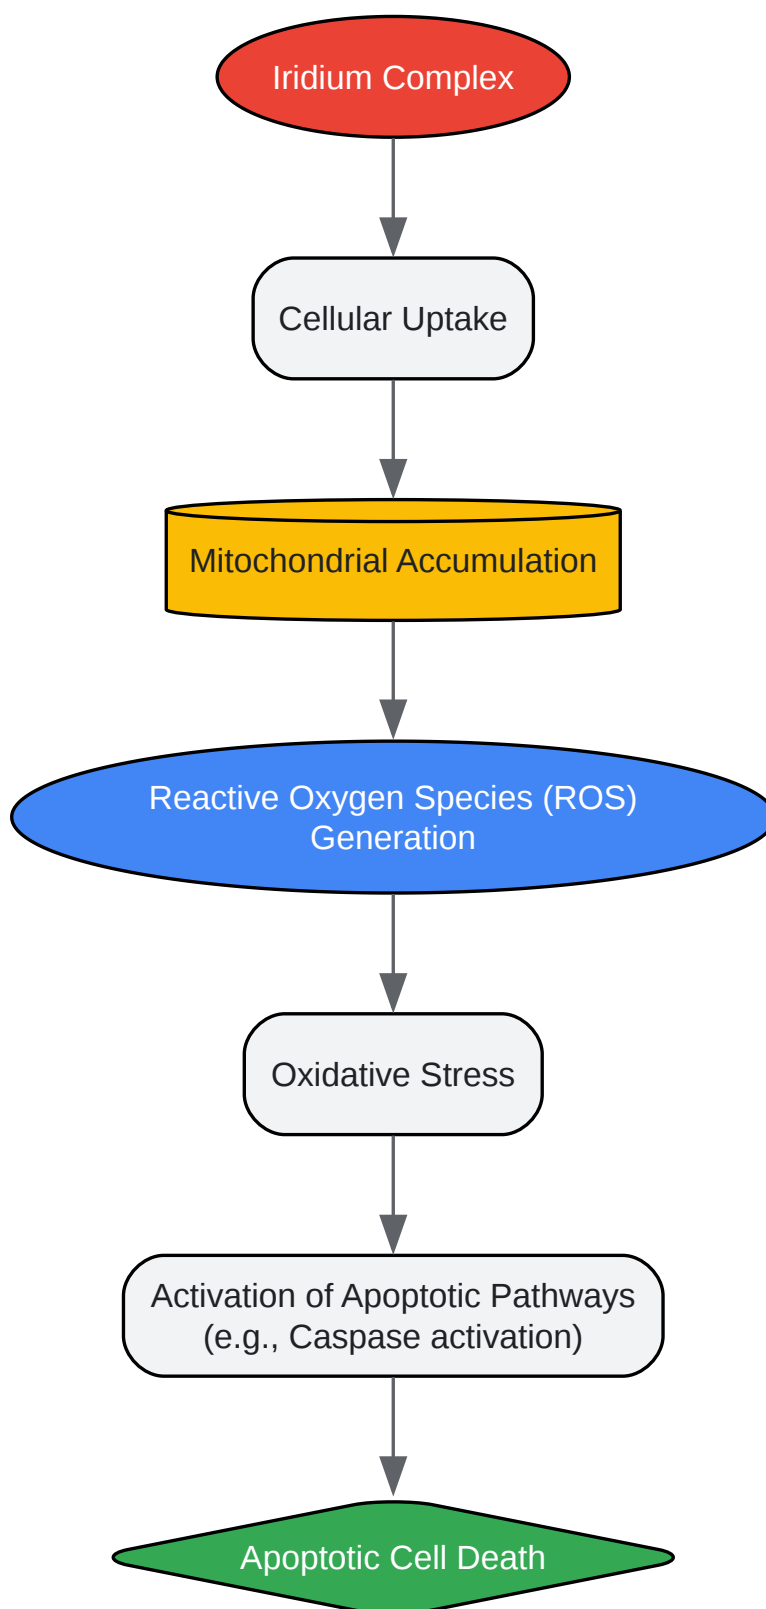 Iridium Complex
Cellular Uptake
Mitochondrial Accumulation
Reactive Oxygen Species (ROS)
Generation
Oxidative Stress
Activation of Apoptotic Pathways
(e.g., Caspase activation)
Apoptotic Cell Death